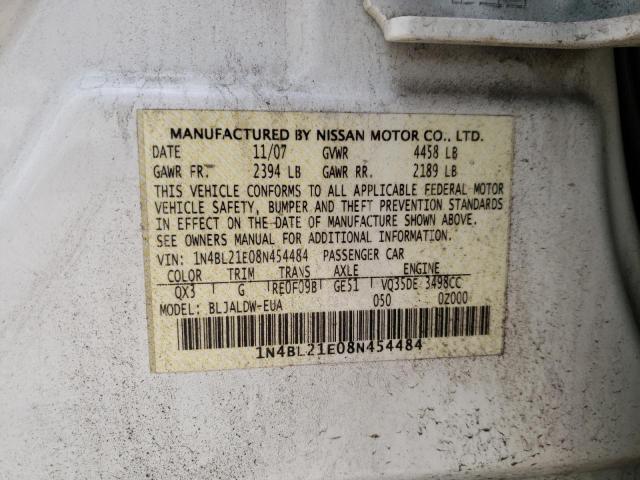 MANUFACTURED BY NISSAN MOTOR CO., LTD.
DATE 11/07 GVWR 4458 LB
GAWR FR. 2394 LB GAWR RR. 2189 LB
THIS VEHICLE CONFORMS TO ALL APPLICABLE FEDERAL MOTOR
VEHICLE SAFETY, BUMPER AND THEFT PREVENTION STANDARDS
IN EFFECT ON THE DATE OF MANUFACTURE SHOWN ABOVE.
SEE OWNERS MANUAL FOR ADDITIONAL INFORMATION.
VIN: 1N4BL21E08N454484 PASSENGER CAR
COLOR TRIM TRANS AXLE ENGINE
QX3 G RE0F09B GE51 VQ35DE 3498CC
MODEL: BLJALDW-EUA 050 0Z000
1N4BL21E08N454484